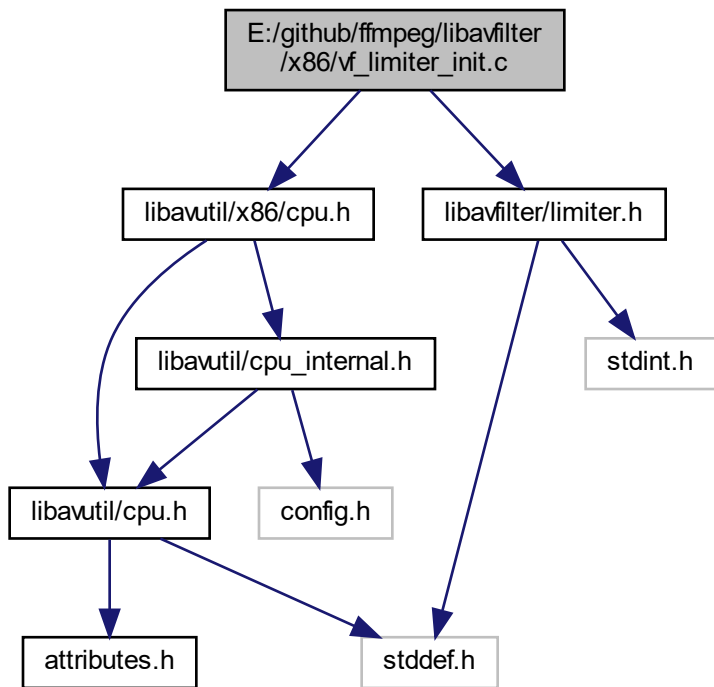 E:/github/ffmpeg/libavfilter
/x86/vf_limiter_init.c
libavutil/x86/cpu.h
libavfilter/limiter.h
libavutil/cpu_internal.h
stdint.h
libavutil/cpu.h
config.h
attributes.h
stddef.h